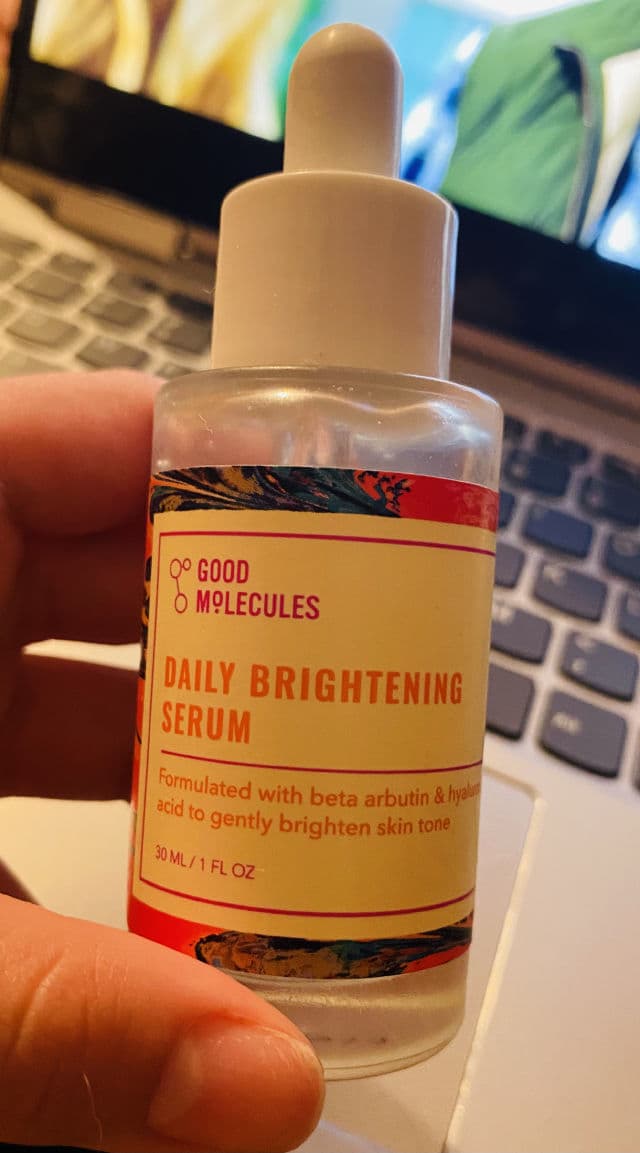 GOOD
MOLECULES
DAILY BRIGHTENING
SERUM
Formulated with beta arbutin &
acid to gently brighten skin tone
30 ML / 1 FL OZ